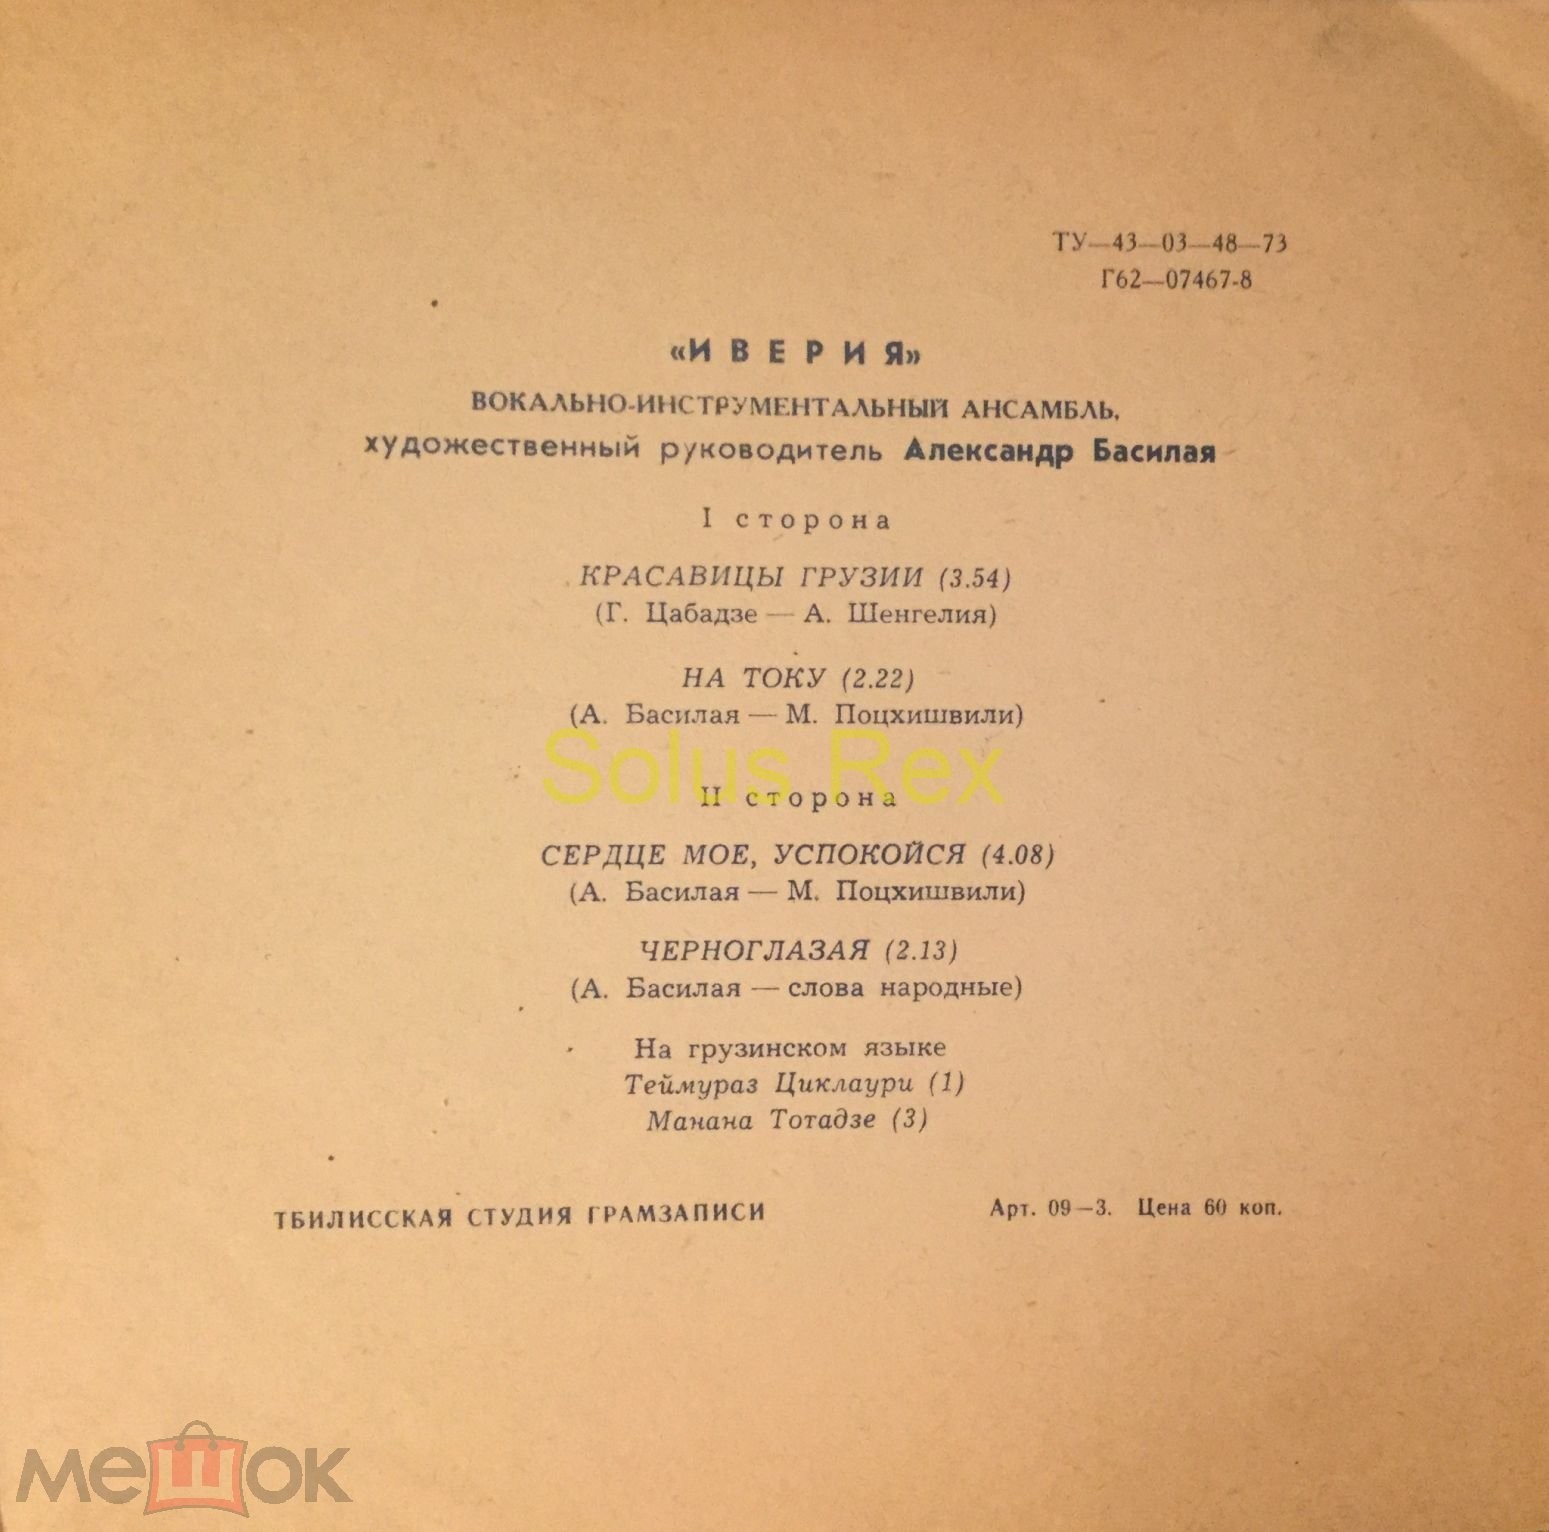 ТУ—43—03—48—73
Г62—07467-8
«ИВЕРИЯ»
ВОКАЛЬНО-ИНСТРУМЕНТАЛЬНЫЙ АНСАМБЛЬ,
художественный руководитель Александр Басилая
I сторона
КРАСАВИЦЫ ГРУЗИИ (3.54)
(Г. Цабадзе — А. Шенгелия)
НА ТОКУ (2.22)
(А. Басилая — М. Поцхишвили)
Solus Rex
II сторона
СЕРДЦЕ МОЕ, УСПОКОЙСЯ (4.08)
(А. Басилая — М. Поцхишвили)
ЧЕРНОГЛАЗАЯ (2.13)
(А. Басилая — слова народные)
На грузинском языке
Теймураз Циклаури (1)
Манана Тотадзе (3)
ТБИЛИССКАЯ СТУДИЯ ГРАМЗАПИСИ
Арт. 09—3. Цена 60 коп.
мешок